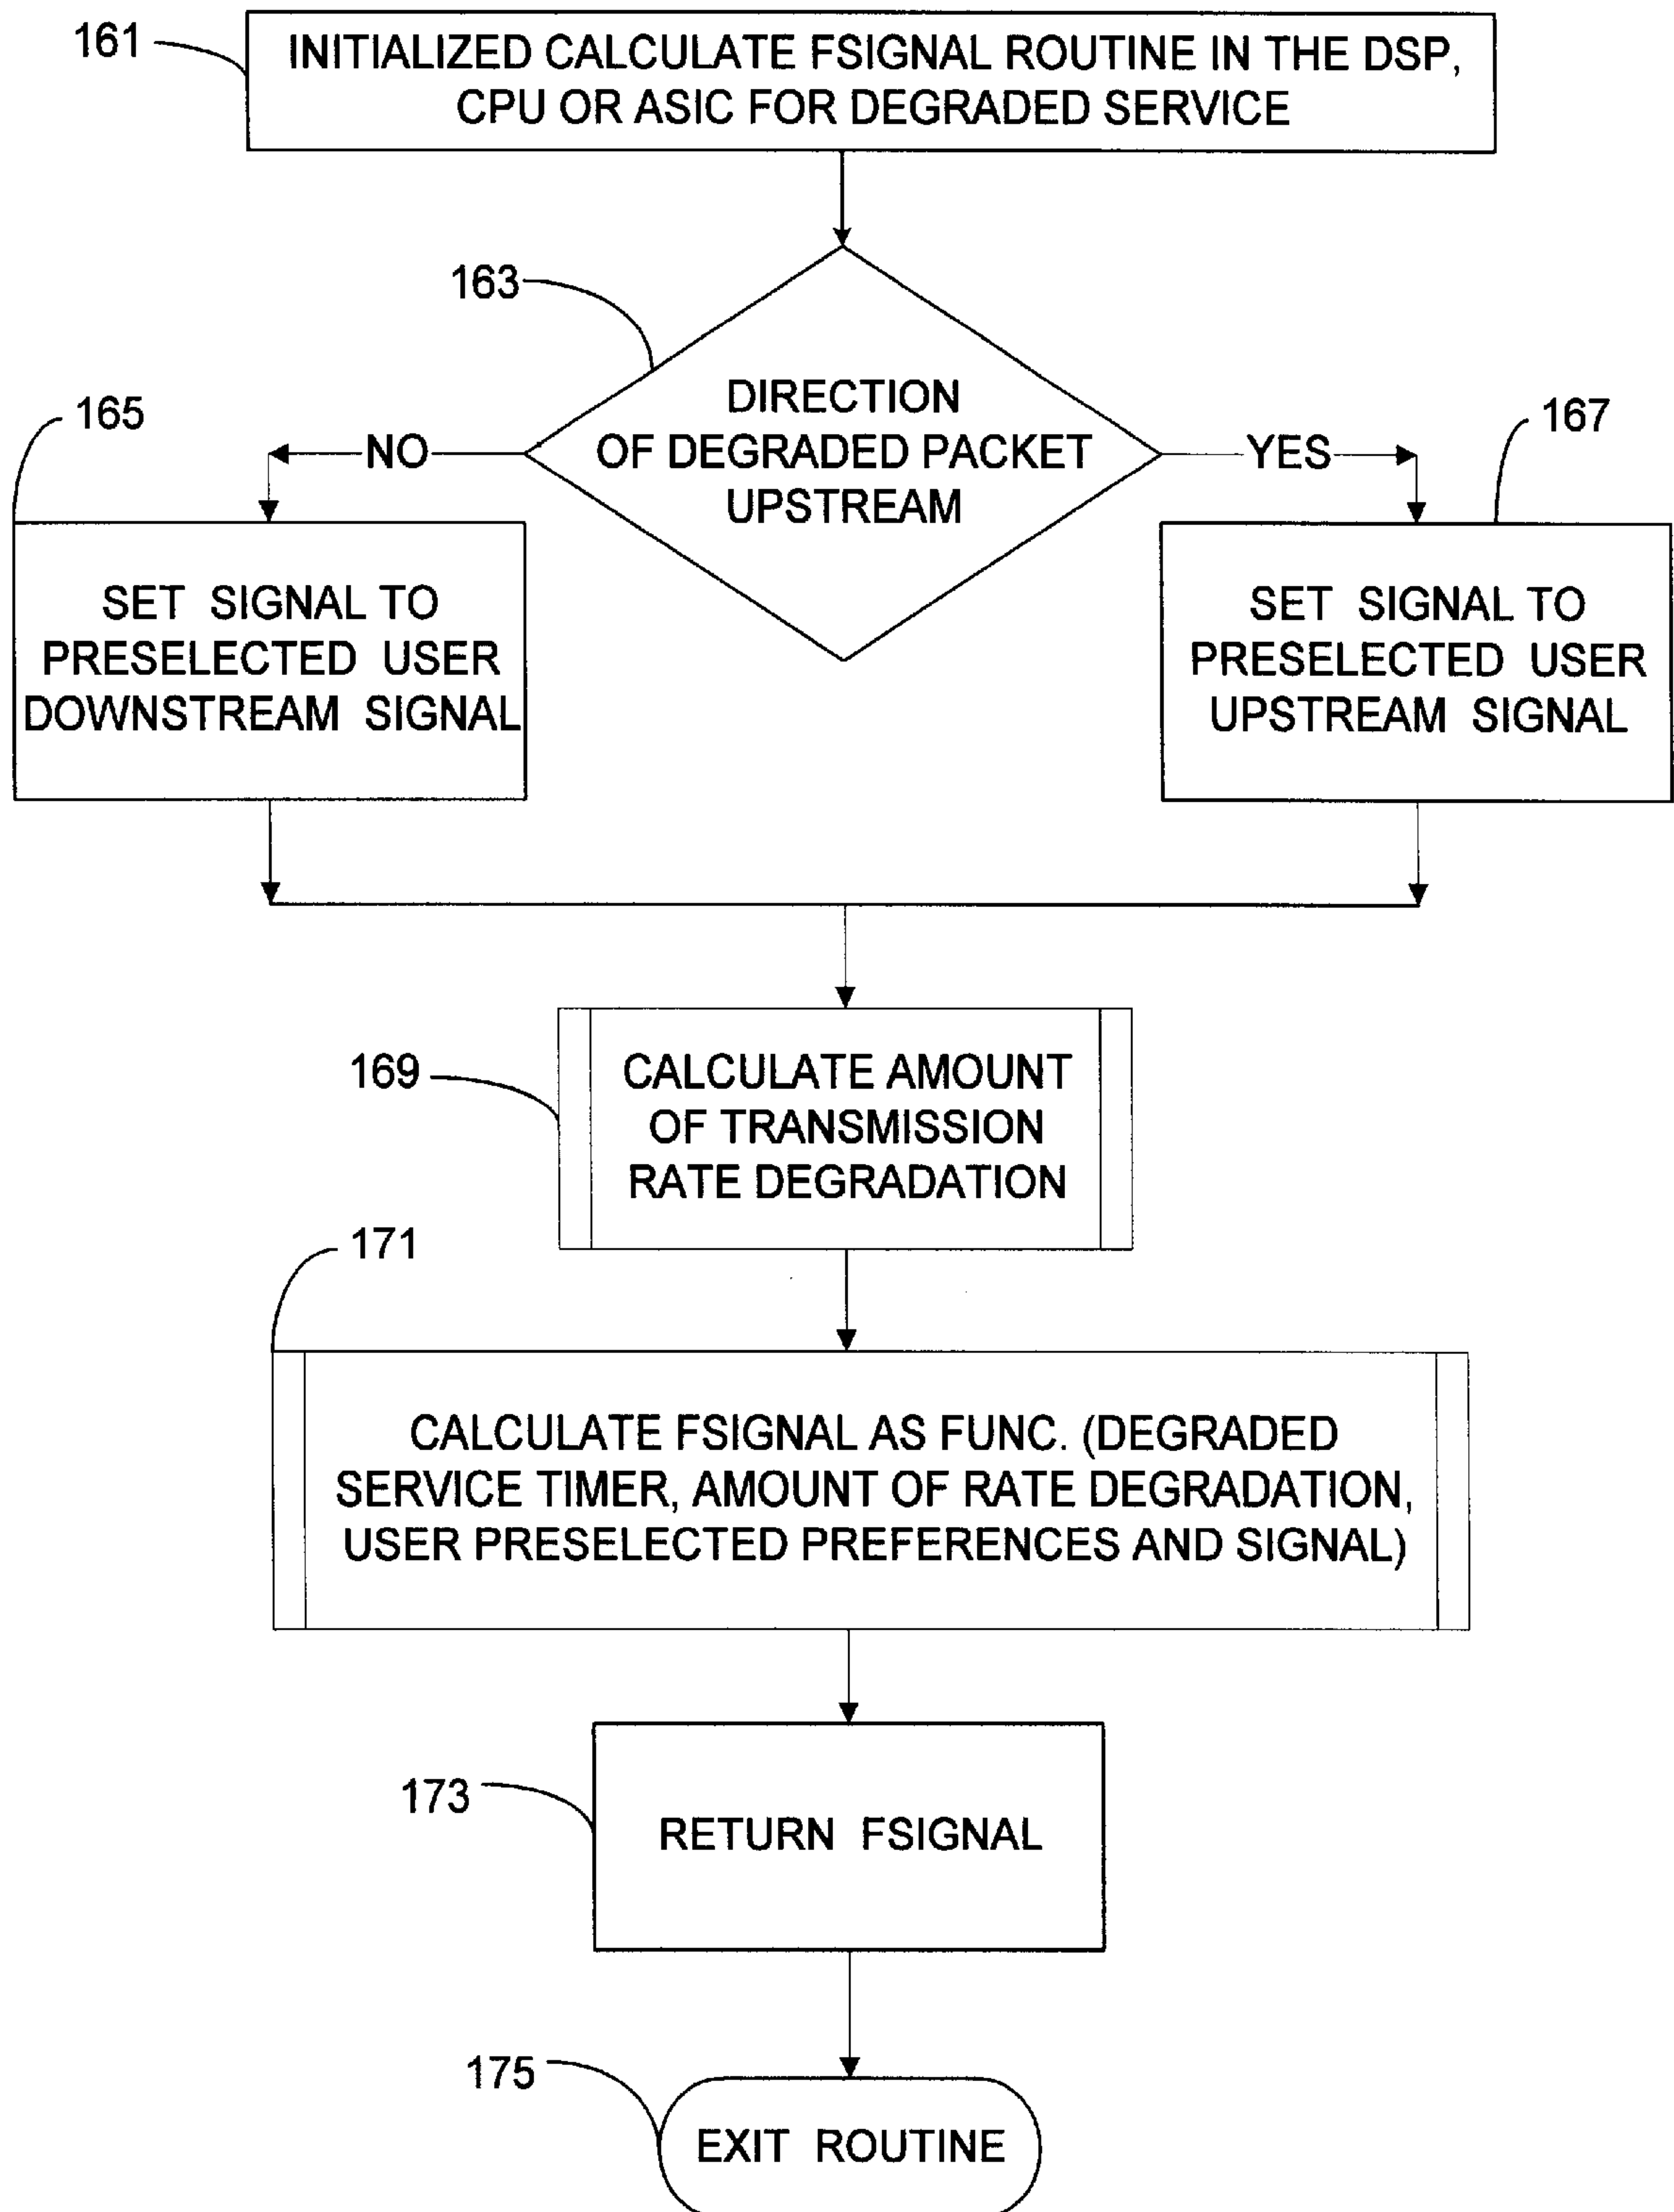 161
INITIALIZED CALCULATE FSIGNAL ROUTINE IN THE DSP,
CPU OR ASIC FOR DEGRADED SERVICE
163
DIRECTION
OF DEGRADED PACKET
UPSTREAM
NO
YES
165
SET SIGNAL TO
PRESELECTED USER
DOWNSTREAM SIGNAL
167
SET SIGNAL TO
PRESELECTED USER
UPSTREAM SIGNAL
169
CALCULATE AMOUNT
OF TRANSMISSION
RATE DEGRADATION
171
CALCULATE FSIGNAL AS FUNC. (DEGRADED
SERVICE TIMER, AMOUNT OF RATE DEGRADATION,
USER PRESELECTED PREFERENCES AND SIGNAL)
173
RETURN FSIGNAL
175
EXIT ROUTINE